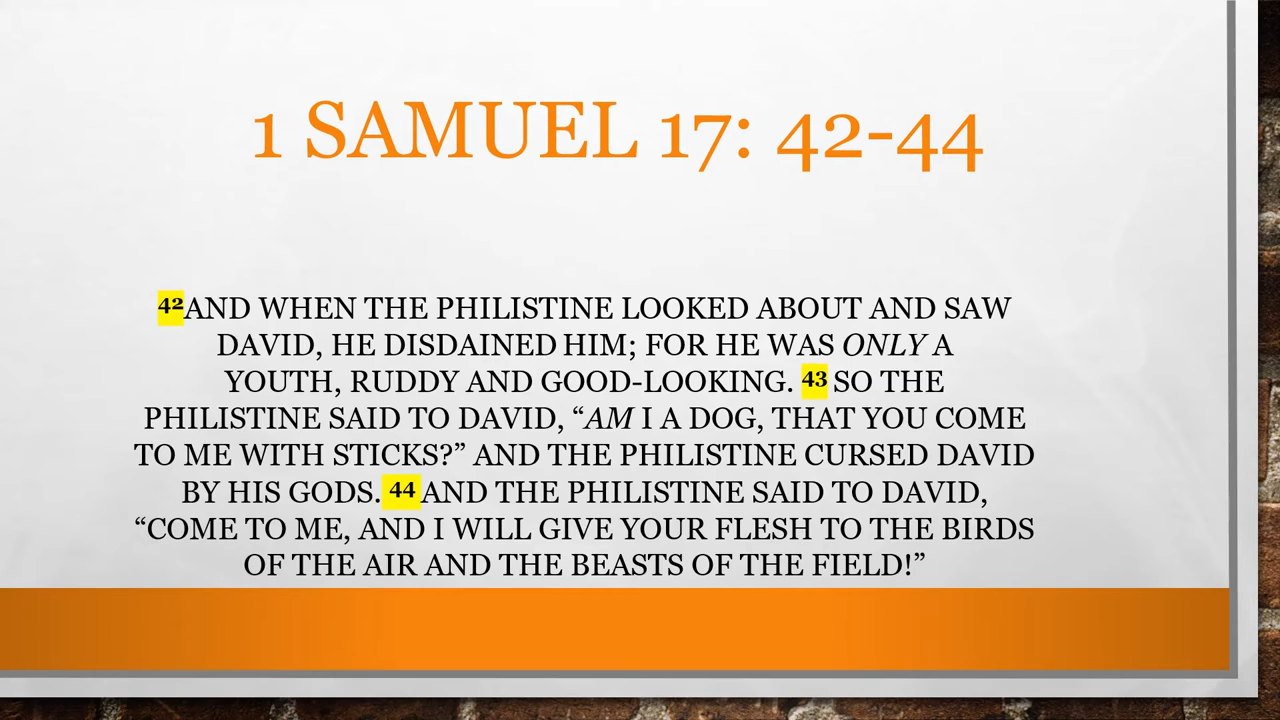 1 SAMUEL 17: 42-44
42AND WHEN THE PHILISTINE LOOKED ABOUT AND SAW
DAVID, HE DISDAINED HIM; FOR HE WAS ONLY A
YOUTH, RUDDY AND GOOD-LOOKING. 43 SO THE
PHILISTINE SAID TO DAVID, “AM I A DOG, THAT YOU COME
TO ME WITH STICKS?” AND THE PHILISTINE CURSED DAVID
BY HIS GODS. 44 AND THE PHILISTINE SAID TO DAVID,
“COME TO ME, AND I WILL GIVE YOUR FLESH TO THE BIRDS
OF THE AIR AND THE BEASTS OF THE FIELD!”